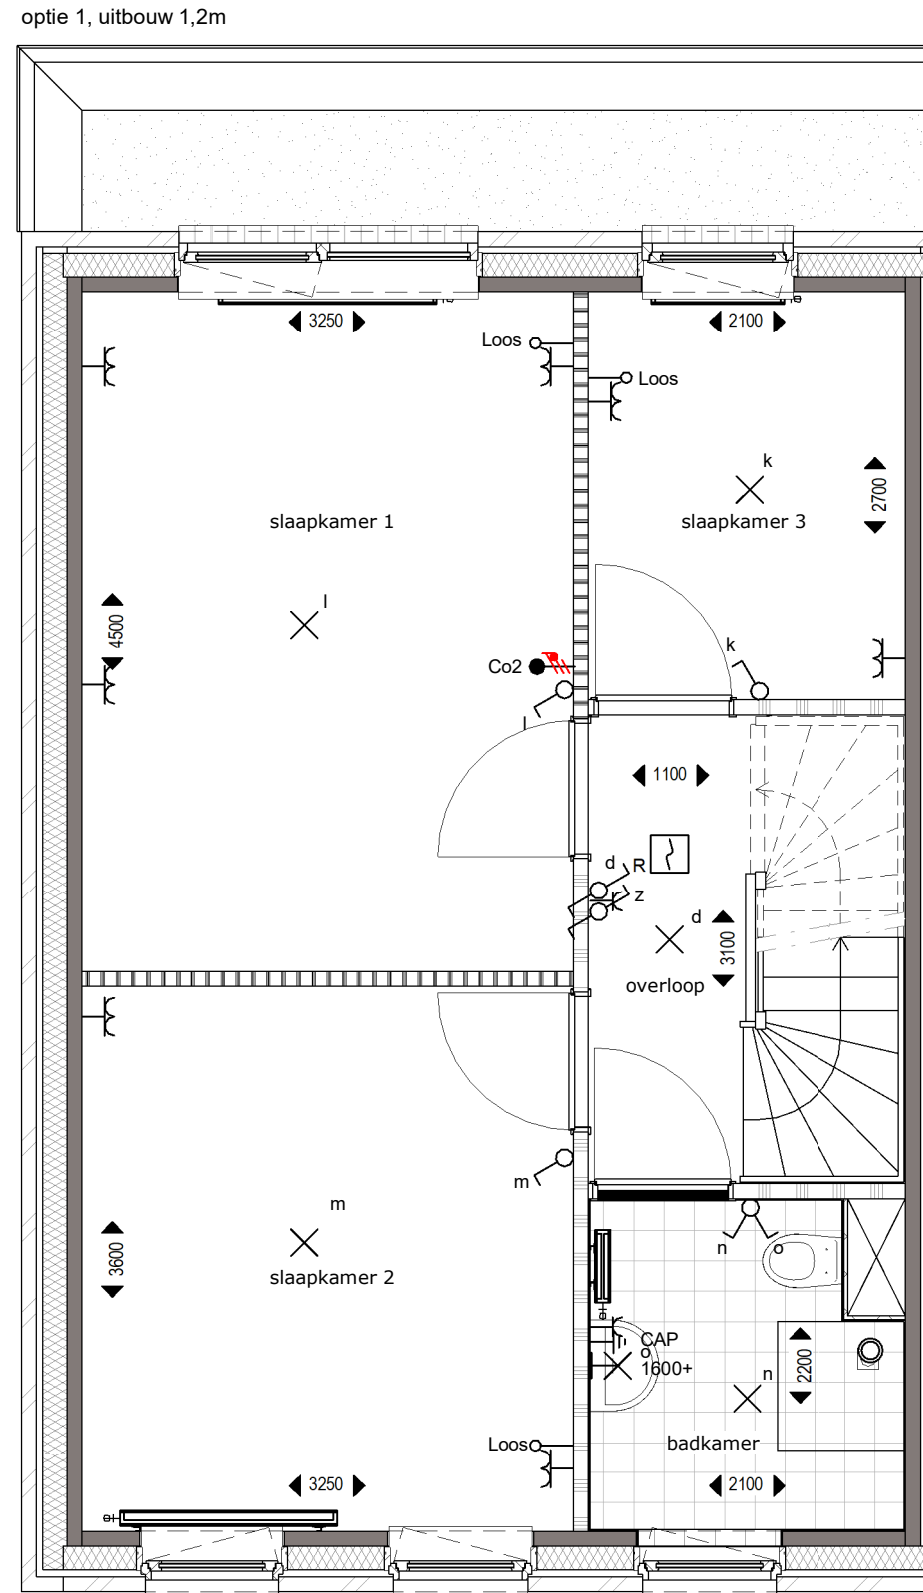 optie 1, uitbouw 1,2m
3250
2100
Loos
Loos
k
2700
slaapkamer 1
slaapkamer 3
l
4500
k
Co2
l
1100
d
R
z
d
3100
overloop
m
m
n
o
3600
slaapkamer 2
CAP
o
1600+
2200
n
badkamer
Loos
3250
2100